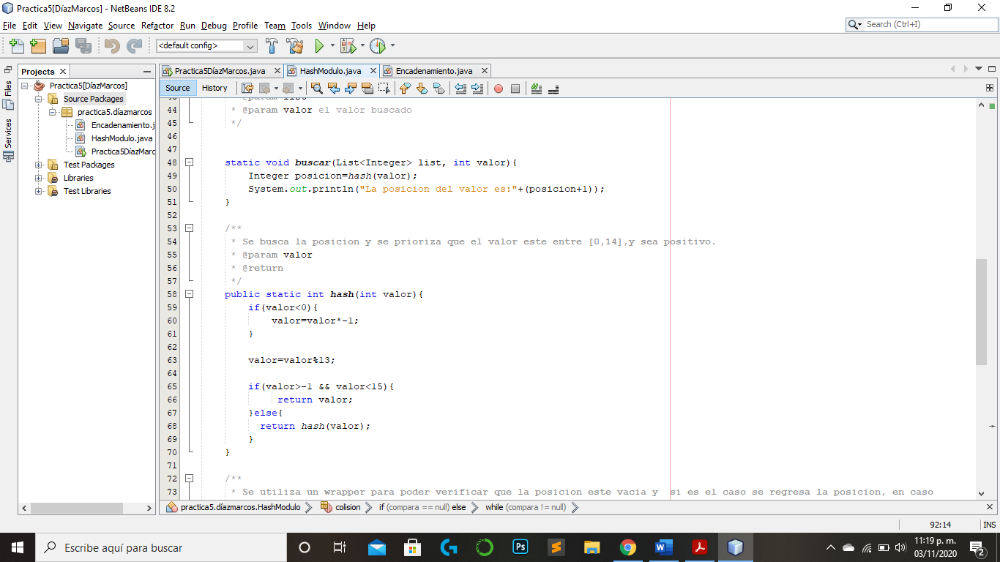 Practica5[DíazMarcos] - NetBeans IDE 8.2
File Edit View Navigate Source Refactor Run Debug Profile Team Tools Window Help
Search (Ctrl+I)
<default config>
Projects
Files
Services
Practica5[DíazMarcos]
Source Packages
practica5.díazmarcos
Encadenamiento.j
HashModulo.java
Practica5DíazMarc
Test Packages
Libraries
Test Libraries
Practica5DíazMarcos.java HashModulo.java Encadenamiento.java
Source History
43 * @param list
44 * @param valor el valor buscado
45 */
46
47
48 static void buscar(List<Integer> list, int valor){
49 Integer posicion=hash(valor);
50 System.out.println("La posicion del valor es:"+(posicion+1));
51 }
52
53 /**
54 * Se busca la posicion y se prioriza que el valor este entre [0,14],y sea positivo.
55 * @param valor
56 * @return
57 */
58 public static int hash(int valor){
59 if(valor<0){
60 valor=valor*-1;
61 }
62
63 valor=valor%13;
64
65 if(valor>-1 && valor<15){
66 return valor;
67 }else{
68 return hash(valor);
69 }
70 }
71
72 /**
73 * Se utiliza un wrapper para poder verificar que la posicion este vacia y  si es el caso se regresa la posicion, en caso
practica5.díazmarcos.HashModulo colision if (compara == null) else while (compara != null)
92:14 INS
Escribe aquí para buscar
Ps
W
11:19 p. m.
03/11/2020
2